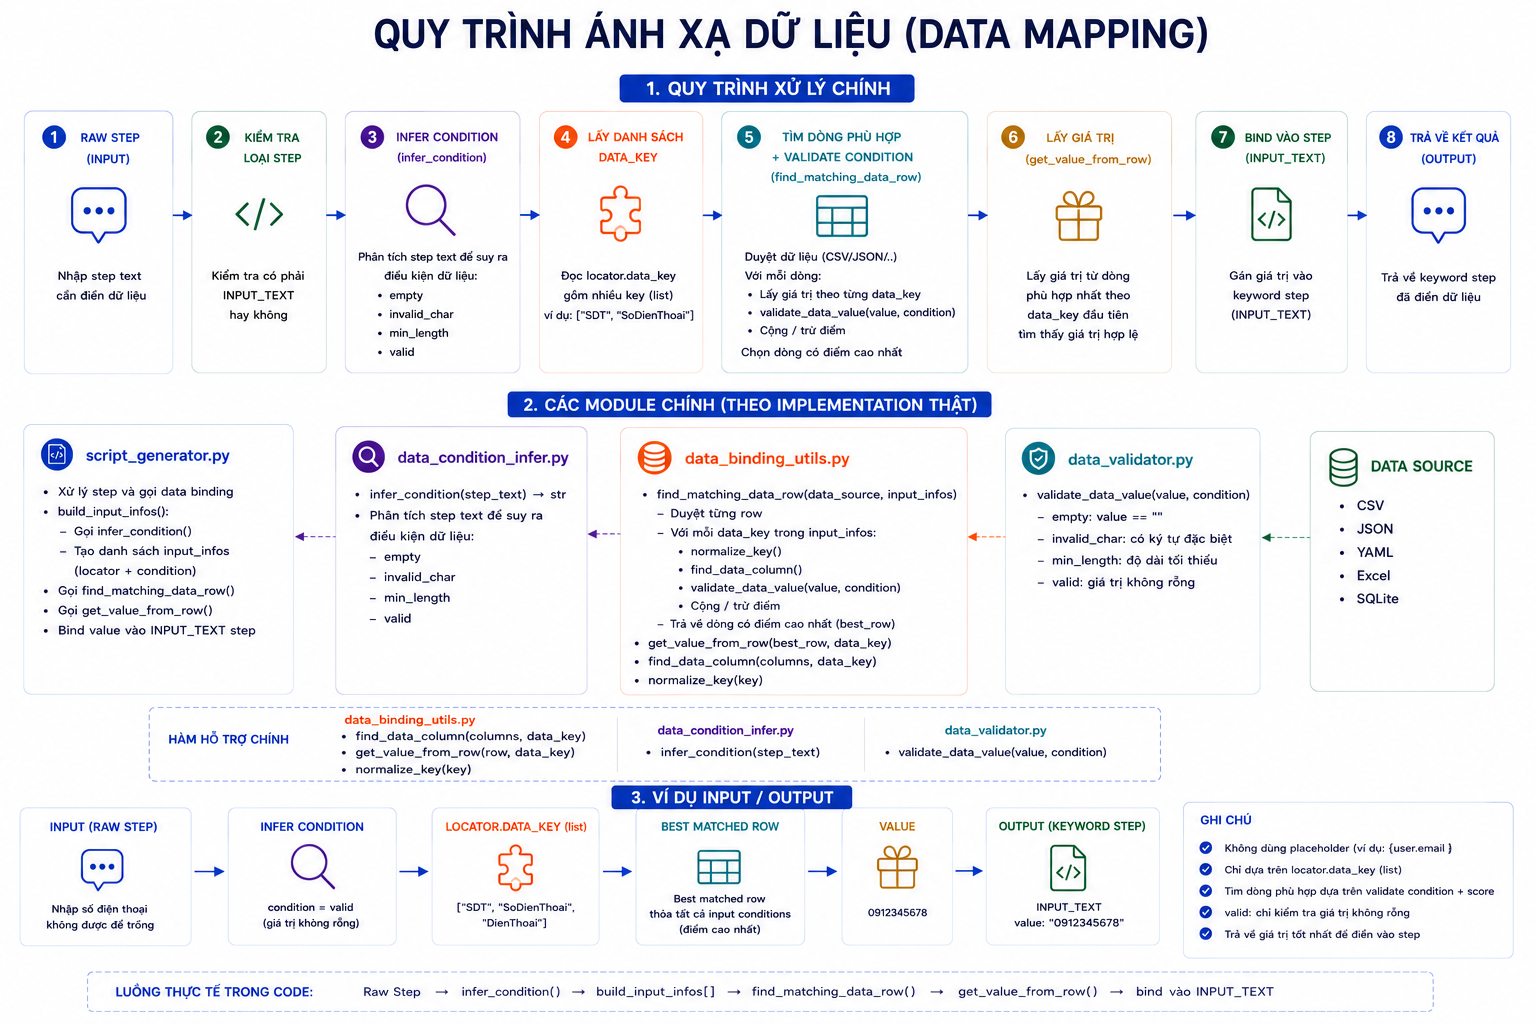 QUY TRÌNH ÁNH XẠ DỮ LIỆU (DATA MAPPING)
1. QUY TRÌNH XỬ LÝ CHÍNH
1 RAW STEP
(INPUT)
Nhập step text
cần điền dữ liệu
2 KIỂM TRA
LOẠI STEP
</>
Kiểm tra có phải
INPUT_TEXT
hay không
3 INFER CONDITION
(infer_condition)
Phân tích step text để suy ra
điều kiện dữ liệu:
• empty
• invalid_char
• min_length
• valid
4 LẤY DANH SÁCH
DATA_KEY
Đọc locator.data_key
gồm nhiều key (list)
ví dụ: ["SDT", "SoDienThoai"]
5 TÌM DÒNG PHÙ HỢP
+ VALIDATE CONDITION
(find_matching_data_row)
Duyệt dữ liệu (CSV/JSON/..)
Với mỗi dòng:
• Lấy giá trị theo từng data_key
• validate_data_value(value, condition)
• Cộng / trừ điểm
Chọn dòng có điểm cao nhất
6 LẤY GIÁ TRỊ
(get_value_from_row)
Lấy giá trị từ dòng
phù hợp nhất theo
data_key đầu tiên
tìm thấy giá trị hợp lệ
7 BIND VÀO STEP
(INPUT_TEXT)
</>
Gán giá trị vào
keyword step
(INPUT_TEXT)
8 TRẢ VỀ KẾT QUẢ
(OUTPUT)
Trả về keyword step
đã điền dữ liệu
2. CÁC MODULE CHÍNH (THEO IMPLEMENTATION THẬT)
</> script_generator.py
• Xử lý step và gọi data binding
• build_input_infos():
– Gọi infer_condition()
– Tạo danh sách input_infos
(locator + condition)
• Gọi find_matching_data_row()
• Gọi get_value_from_row()
• Bind value vào INPUT_TEXT step
data_condition_infer.py
• infer_condition(step_text) → str
• Phân tích step text để suy ra
điều kiện dữ liệu:
– empty
– invalid_char
– min_length
– valid
data_binding_utils.py
• find_matching_data_row(data_source, input_infos)
– Duyệt từng row
– Với mỗi data_key trong input_infos:
• normalize_key()
• find_data_column()
• validate_data_value(value, condition)
• Cộng / trừ điểm
– Trả về dòng có điểm cao nhất (best_row)
• get_value_from_row(best_row, data_key)
• find_data_column(columns, data_key)
• normalize_key(key)
data_validator.py
• validate_data_value(value, condition)
– empty: value == ""
– invalid_char: có ký tự đặc biệt
– min_length: độ dài tối thiểu
– valid: giá trị không rỗng
DATA SOURCE
• CSV
• JSON
• YAML
• Excel
• SQLite
HÀM HỖ TRỢ CHÍNH
data_binding_utils.py
• find_data_column(columns, data_key)
• get_value_from_row(row, data_key)
• normalize_key(key)
data_condition_infer.py
• infer_condition(step_text)
data_validator.py
• validate_data_value(value, condition)
3. VÍ DỤ INPUT / OUTPUT
INPUT (RAW STEP)
Nhập số điện thoại
không được để trống
INFER CONDITION
condition = valid
(giá trị không rỗng)
LOCATOR.DATA_KEY (list)
["SDT", "SoDienThoai",
"DienThoai"]
BEST MATCHED ROW
Best matched row
thỏa tất cả input conditions
(điểm cao nhất)
VALUE
0912345678
OUTPUT (KEYWORD STEP)
</>
INPUT_TEXT
value: "0912345678"
GHI CHÚ
Không dùng placeholder (ví dụ: {user.email }
Chỉ dựa trên locator.data_key (list)
Tìm dòng phù hợp dựa trên validate condition + score
valid: chỉ kiểm tra giá trị không rỗng
Trả về giá trị tốt nhất để điền vào step
LUỒNG THỰC TẾ TRONG CODE: Raw Step → infer_condition() → build_input_infos[] → find_matching_data_row() → get_value_from_row() → bind vào INPUT_TEXT